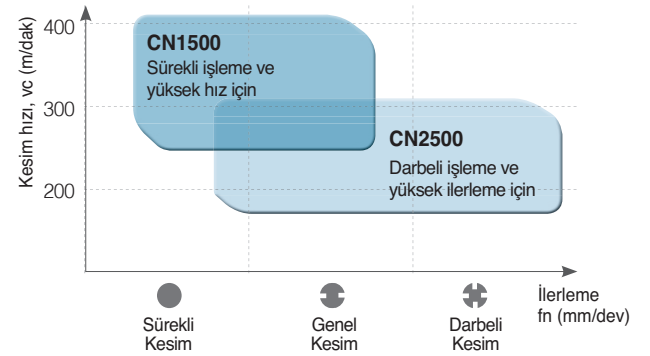 Kesim hızı, vc (m/dak)
400
300
200
CN1500
Sürekli işleme ve
yüksek hız için
CN2500
Darbeli işleme ve
yüksek ilerleme için
Sürekli
Kesim
Genel
Kesim
Darbeli
Kesim
İlerleme
fn (mm/dev)